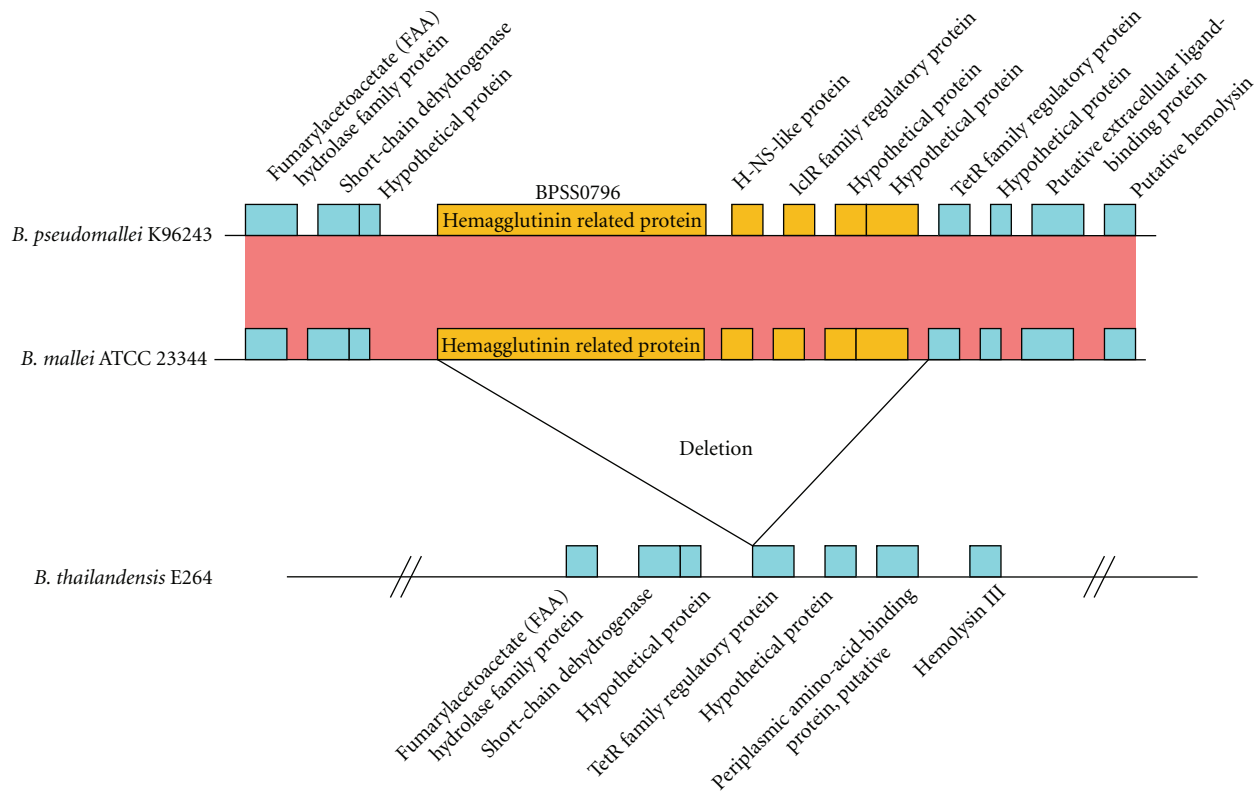 Fumarylacetoacetate (FAA)
hydrolase family protein
Short-chain dehydrogenase
Hypothetical protein
BPSS0796
H-NS-like protein
lclR family regulatory protein
Hypothetical protein
Hypothetical protein
TetR family regulatory protein
Hypothetical protein
Putative extracellular ligand-
binding protein
Putative hemolysin
B. pseudomallei K96243
Hemagglutinin related protein
B. mallei ATCC 23344
Hemagglutinin related protein
Deletion
B. thailandensis E264
Fumarylacetoacetate (FAA)
hydrolase family protein
Short-chain dehydrogenase
Hypothetical protein
TetR family regulatory protein
Hypothetical protein
Periplasmic amino-acid-binding
protein, putative
Hemolysin III